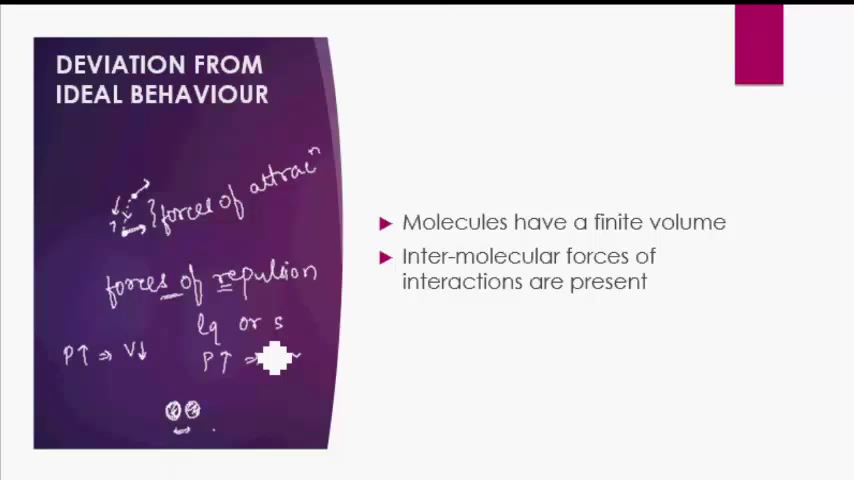 DEVIATION FROM
IDEAL BEHAVIOUR
forces of attracⁿ
forces of repulsion
lq or s
P↑ ⇒ V↓
P↑ ⇒
▶ Molecules have a finite volume
▶ Inter-molecular forces of
interactions are present